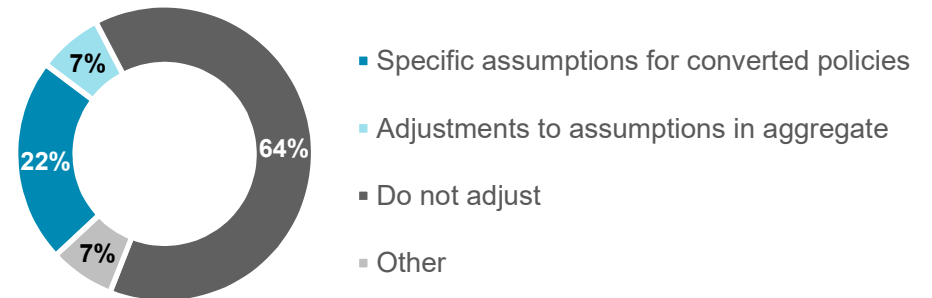 7%
22%
64%
7%
Specific assumptions for converted policies
Adjustments to assumptions in aggregate
Do not adjust
Other